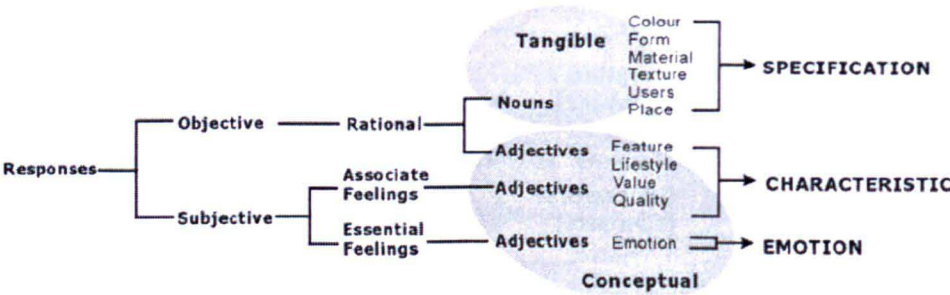 Tangible
Colour
Form
Material
Texture
Users
Place
SPECIFICATION
Nouns
Objective
Rational
Adjectives
Feature
Lifestyle
Value
Quality
CHARACTERISTIC
Responses
Associate
Feelings
Adjectives
Subjective
Essential
Feelings
Adjectives
Emotion
EMOTION
Conceptual